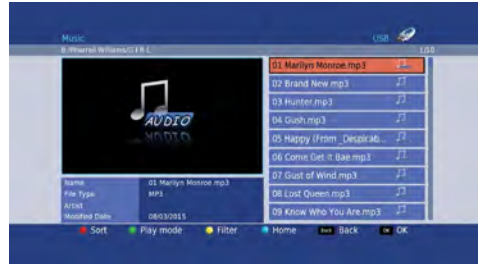 Music
USB
B:/Pharrell Williams/G I R L
1/10
AUDIO
01 Marilyn Monroe.mp3
02 Brand New.mp3
03 Hunter.mp3
04 Gush.mp3
05 Happy (From _Despicab...
06 Come Get It Bae.mp3
07 Gust of Wind.mp3
08 Lost Queen.mp3
09 Know Who You Are.mp3
Name 01 Marilyn Monroe.mp3
File Type MP3
Artist
Modified Date 08/03/2015
Sort Play mode Filter Home Back Back OK OK